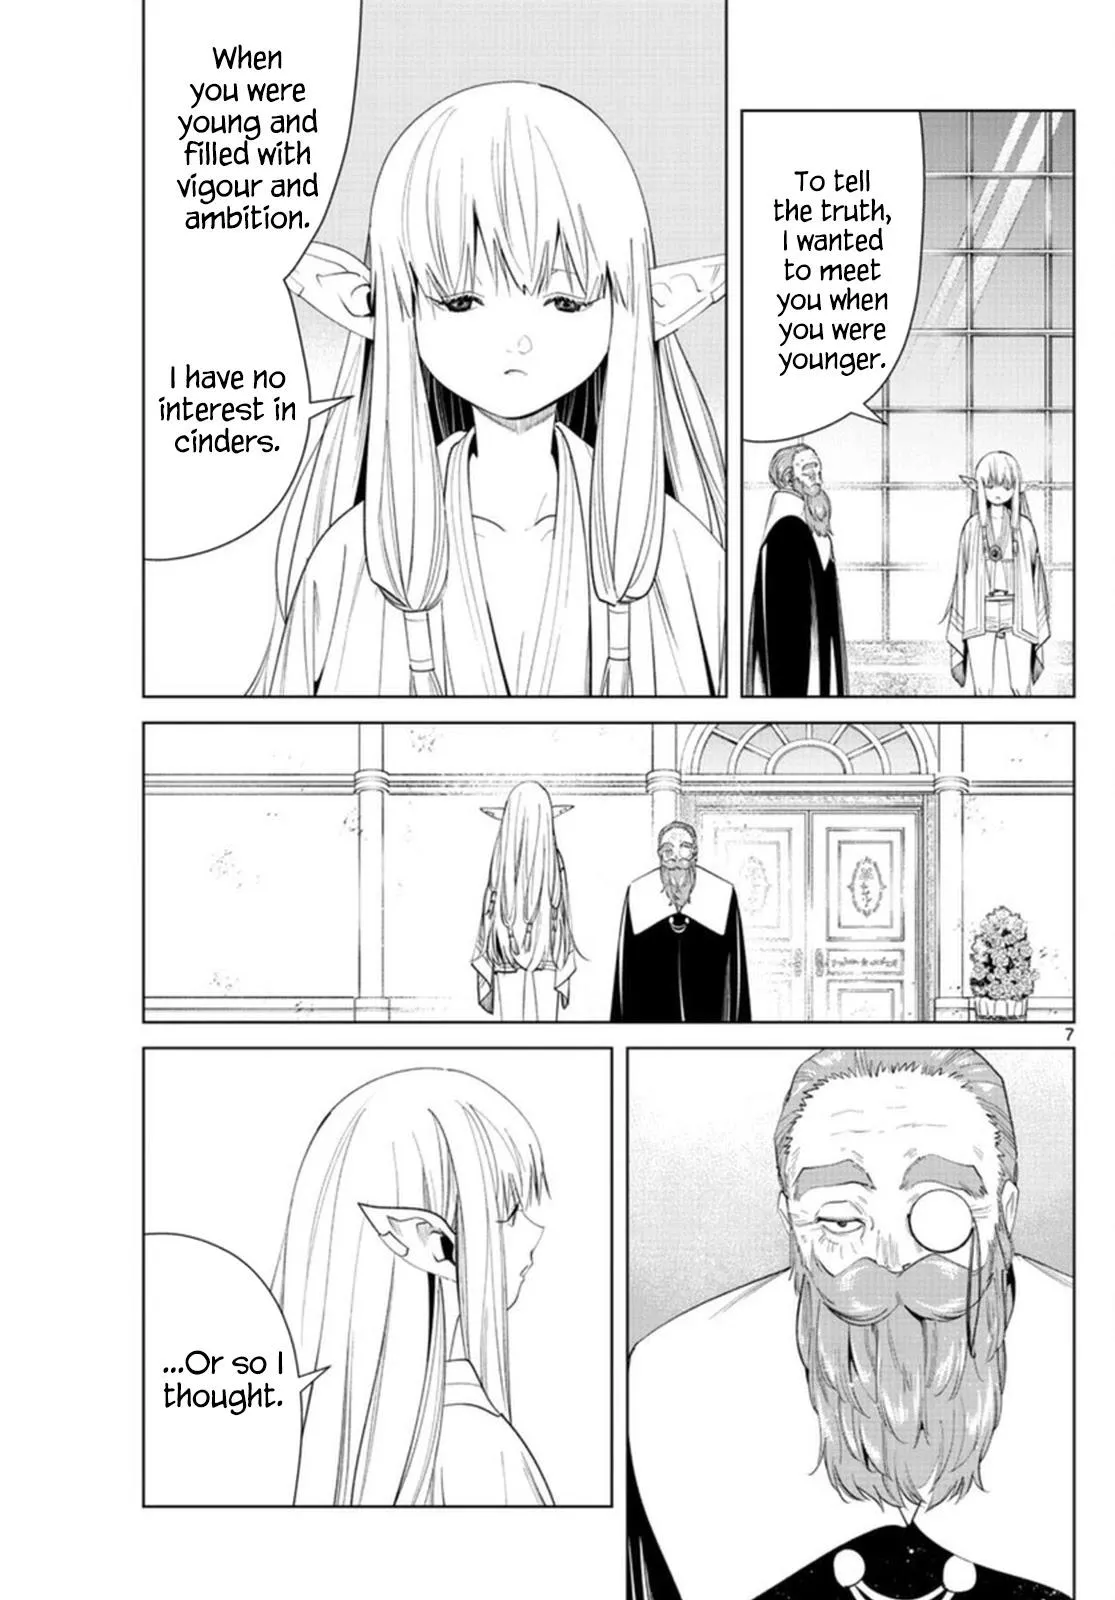 To tell
the truth,
I wanted
to meet
you when
you were
younger.
When
you were
young and
filled with
vigour and
ambition.
I have no
interest in
cinders.
7
...Or so I
thought.